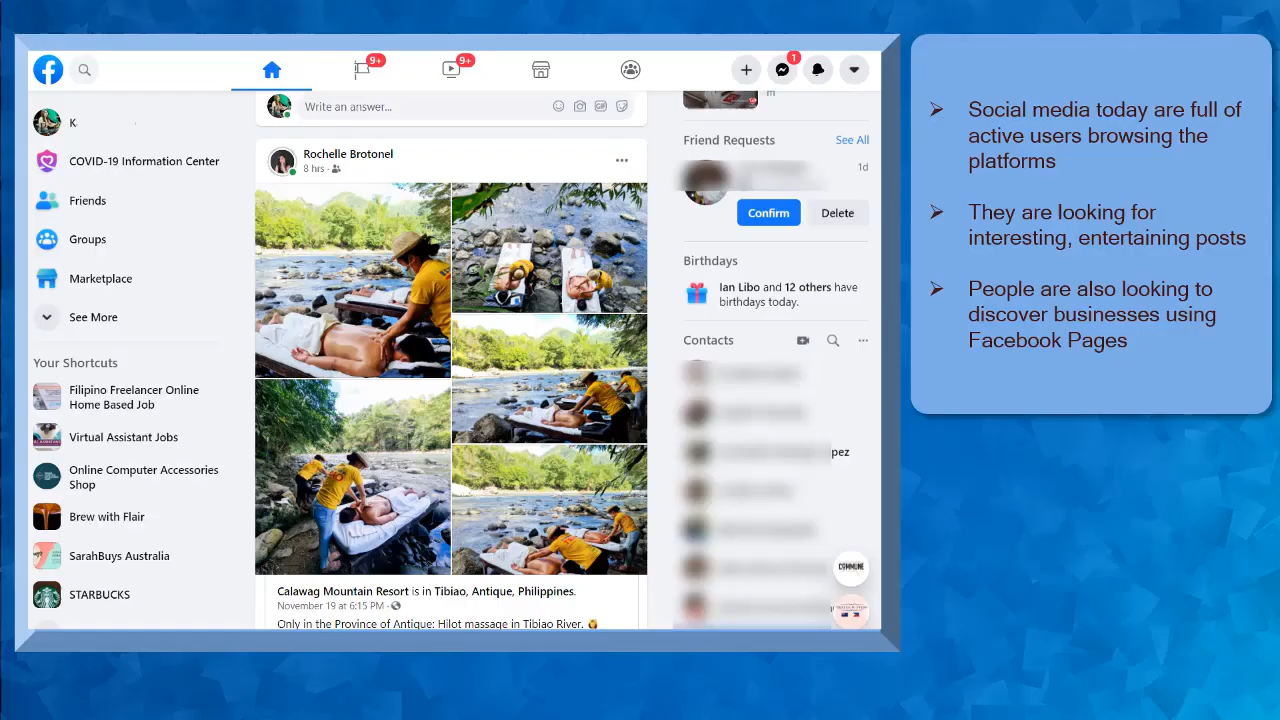 9+
9+
1
K.
COVID-19 Information Center
Friends
Groups
Marketplace
See More
Your Shortcuts
Filipino Freelancer Online
Home Based Job
Virtual Assistant Jobs
Online Computer Accessories
Shop
Brew with Flair
SarahBuys Australia
STARBUCKS
Write an answer...
GIF
Rochelle Brotonel
8 hrs ·
Calawag Mountain Resort is in Tibiao, Antique, Philippines.
November 19 at 6:15 PM ·
Only in the Province of Antique: Hilot massage in Tibiao River.
m
Friend Requests
See All
1d
Confirm
Delete
Birthdays
Ian Libo and 12 others have
birthdays today.
Contacts
pez
COMMUNE
➢ Social media today are full of
active users browsing the
platforms
➢ They are looking for
interesting, entertaining posts
➢ People are also looking to
discover businesses using
Facebook Pages